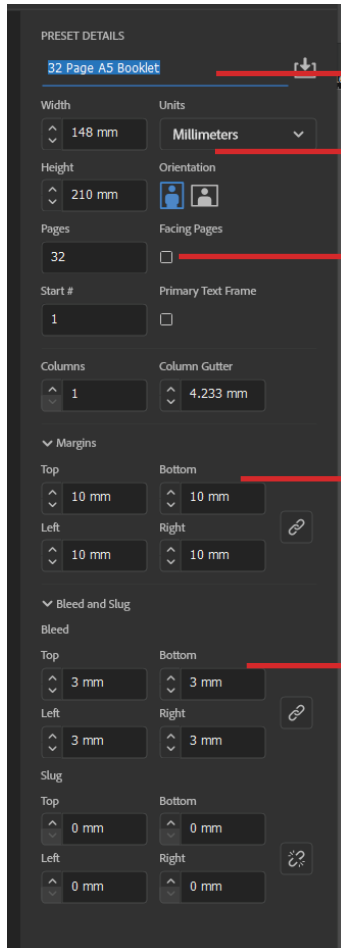 PRESET DETAILS
32 Page A5 Booklet
Width Units
148 mm Millimeters
Height Orientation
210 mm
Pages Facing Pages
32
Start # Primary Text Frame
1
Columns Column Gutter
1 4.233 mm
Margins
Top Bottom
10 mm 10 mm
Left Right
10 mm 10 mm
Bleed and Slug
Bleed
Top Bottom
3 mm 3 mm
Left Right
3 mm 3 mm
Slug
Top Bottom
0 mm 0 mm
Left Right
0 mm 0 mm